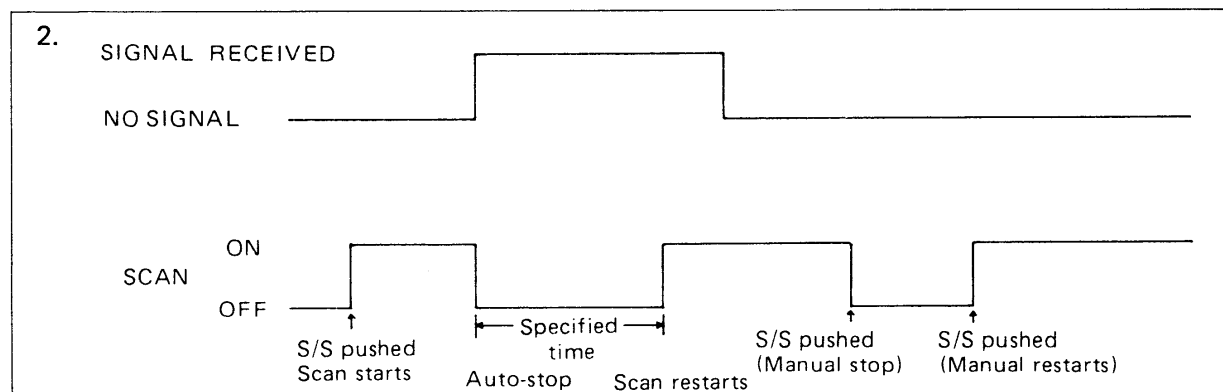 2.
SIGNAL RECEIVED
NO SIGNAL
ON
SCAN
OFF
Specified
time
S/S pushed
Scan starts
Auto-stop
Scan restarts
S/S pushed
(Manual stop)
S/S pushed
(Manual restarts)